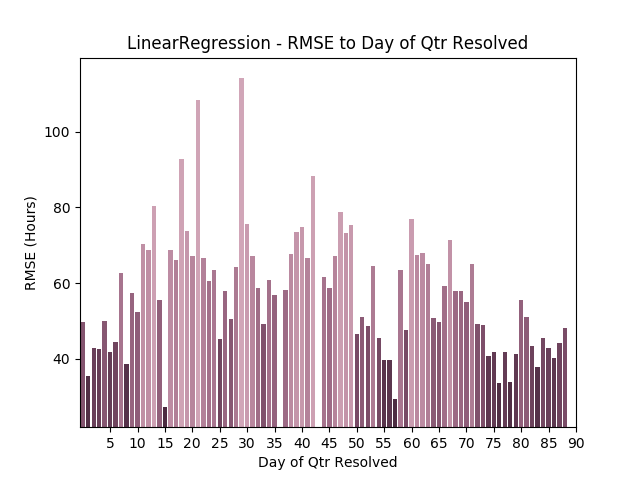 LinearRegression - RMSE to Day of Qtr Resolved
RMSE (Hours)
100
80
60
40
5 10 15 20 25 30 35 40 45 50 55 60 65 70 75 80 85 90
Day of Qtr Resolved